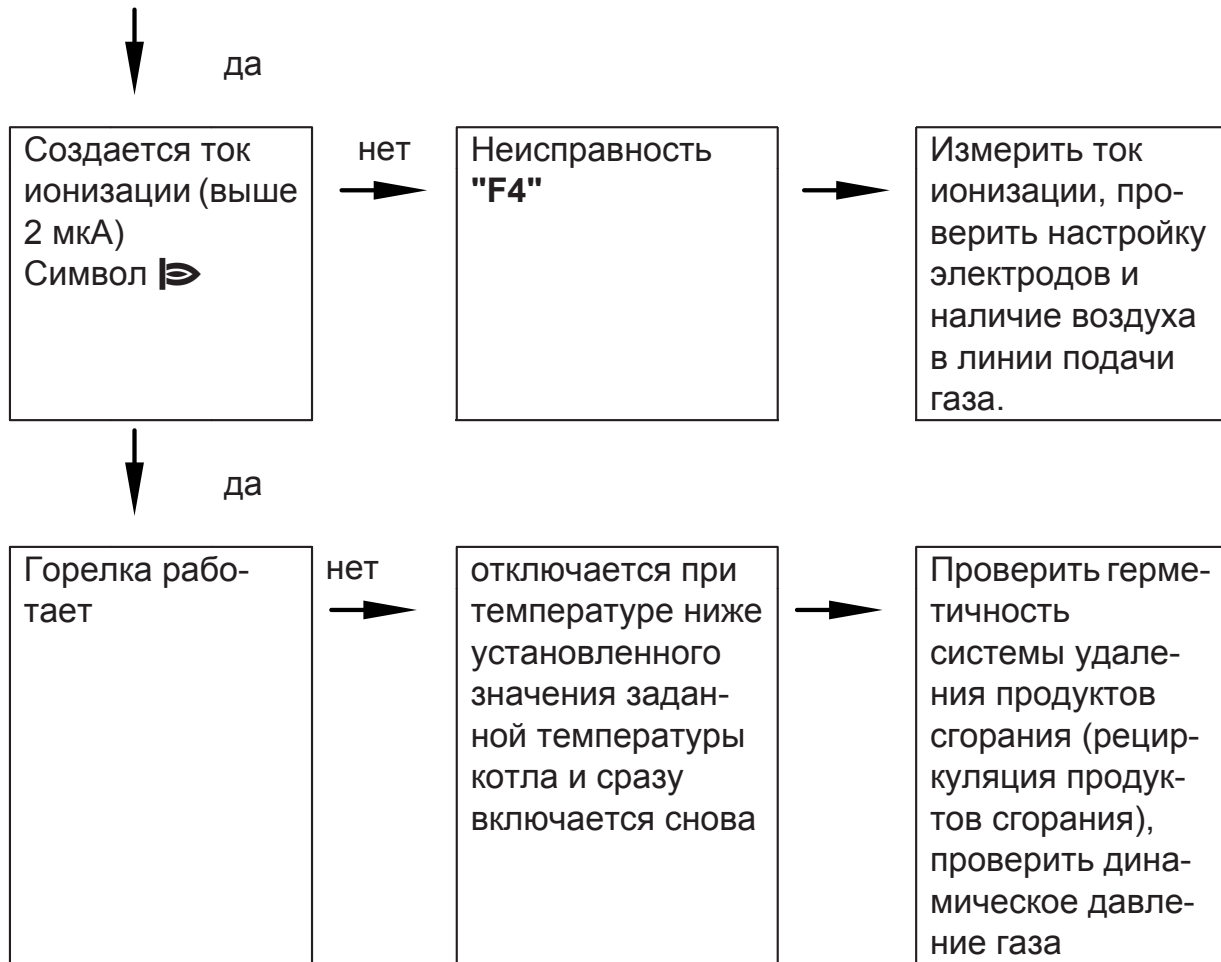 да
Создается ток
ионизации (выше
2 мкА)
Символ
нет
Неисправность
"F4"
Измерить ток
ионизации, про-
верить настройку
электродов и
наличие воздуха
в линии подачи
газа.
да
Горелка рабо-
тает
нет
отключается при
температуре ниже
установленного
значения задан-
ной температуры
котла и сразу
включается снова
Проверить герме-
тичность
системы удале-
ния продуктов
сгорания (рецир-
куляция продук-
тов сгорания),
проверить дина-
мическое давле-
ние газа